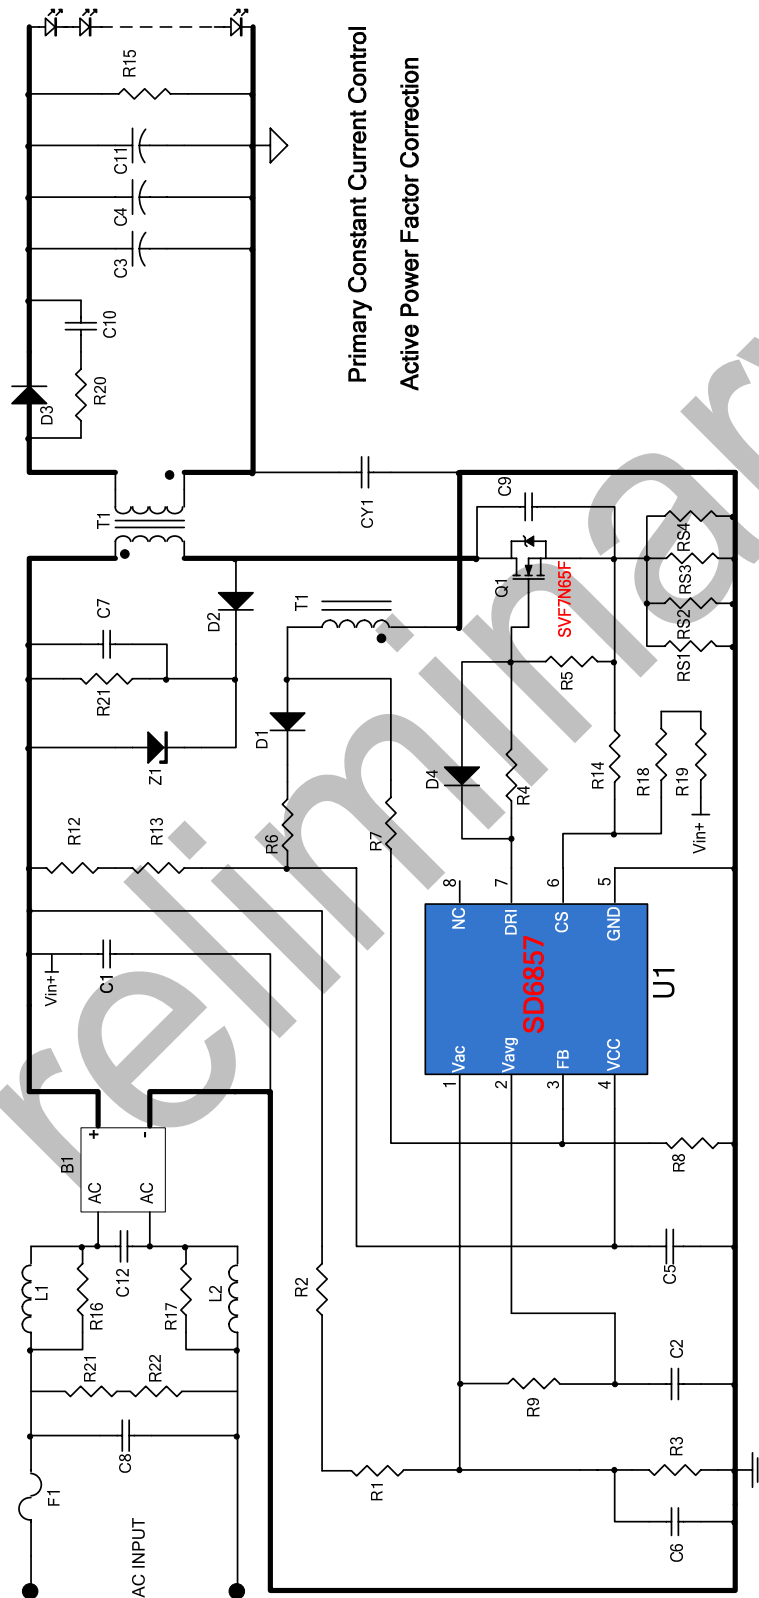 Primary Constant Current Control
Active Power Factor Correction
R15
C11
C4
C3
C10
R20
D3
T1
CY1
C9
Q1
SVF7N65F
RS4
RS3
RS2
RS1
C7
R21
D2
T1
Z1
D1
D4
R5
R4
R14
R18
R19
Vin+
R12
R13
R6
R7
Vin+
C1
NC 8
DRI 7
CS 6
GND 5
SD6857
U1
1 Vac
2 Vavg
3 FB
4 VCC
B1
+
-
AC
AC
C12
L1
R16
R17
L2
R21
R22
C8
F1
AC INPUT
R2
R1
R8
C5
R9
C2
R3
C6
reliminar